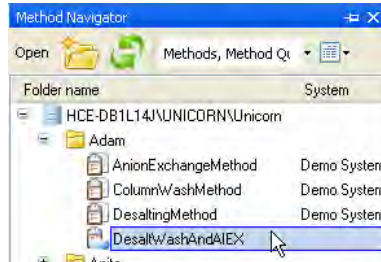 Method Navigator
Open Methods, Method Qu
Folder name System
HCE-DB1L14J\UNICORN\Unicorn
Adam
AnionExchangeMethod Demo System
ColumnWashMethod Demo System
DesaltingMethod Demo System
DesaltWashAndAIEX